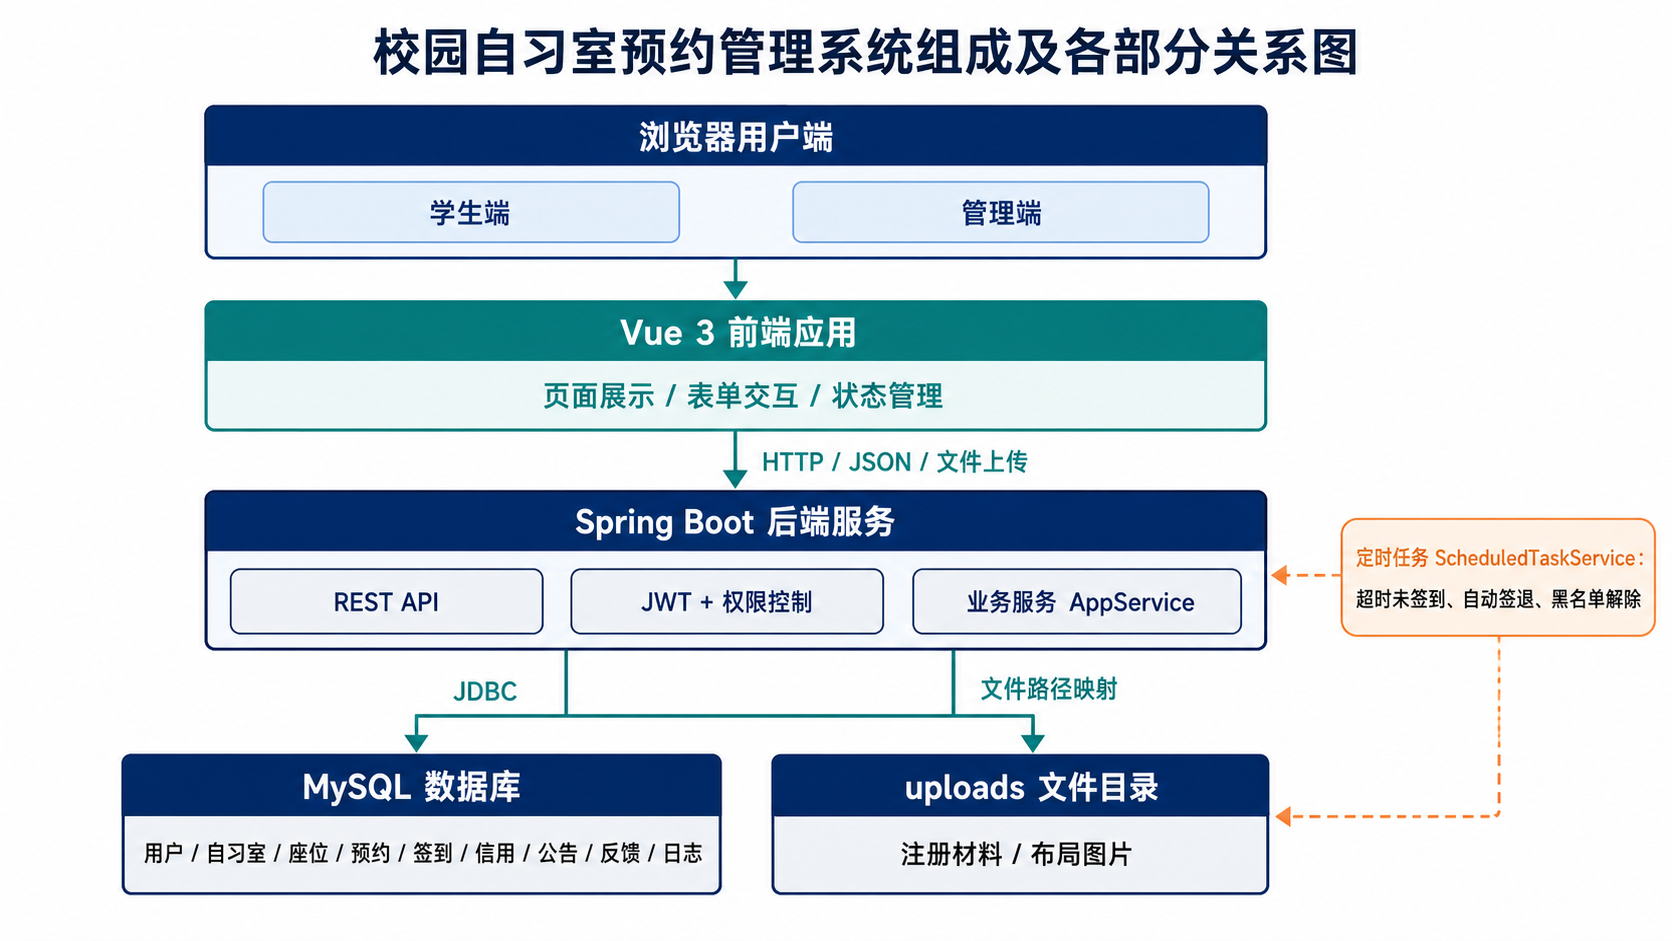 校园自习室预约管理系统组成及各部分关系图
浏览器用户端
学生端
管理端
Vue 3 前端应用
页面展示 / 表单交互 / 状态管理
HTTP / JSON / 文件上传
Spring Boot 后端服务
REST API
JWT + 权限控制
业务服务 AppService
定时任务 ScheduledTaskService:
超时未签到、自动签退、黑名单解除
JDBC
文件路径映射
MySQL 数据库
用户 / 自习室 / 座位 / 预约 / 签到 / 信用 / 公告 / 反馈 / 日志
uploads 文件目录
注册材料 / 布局图片